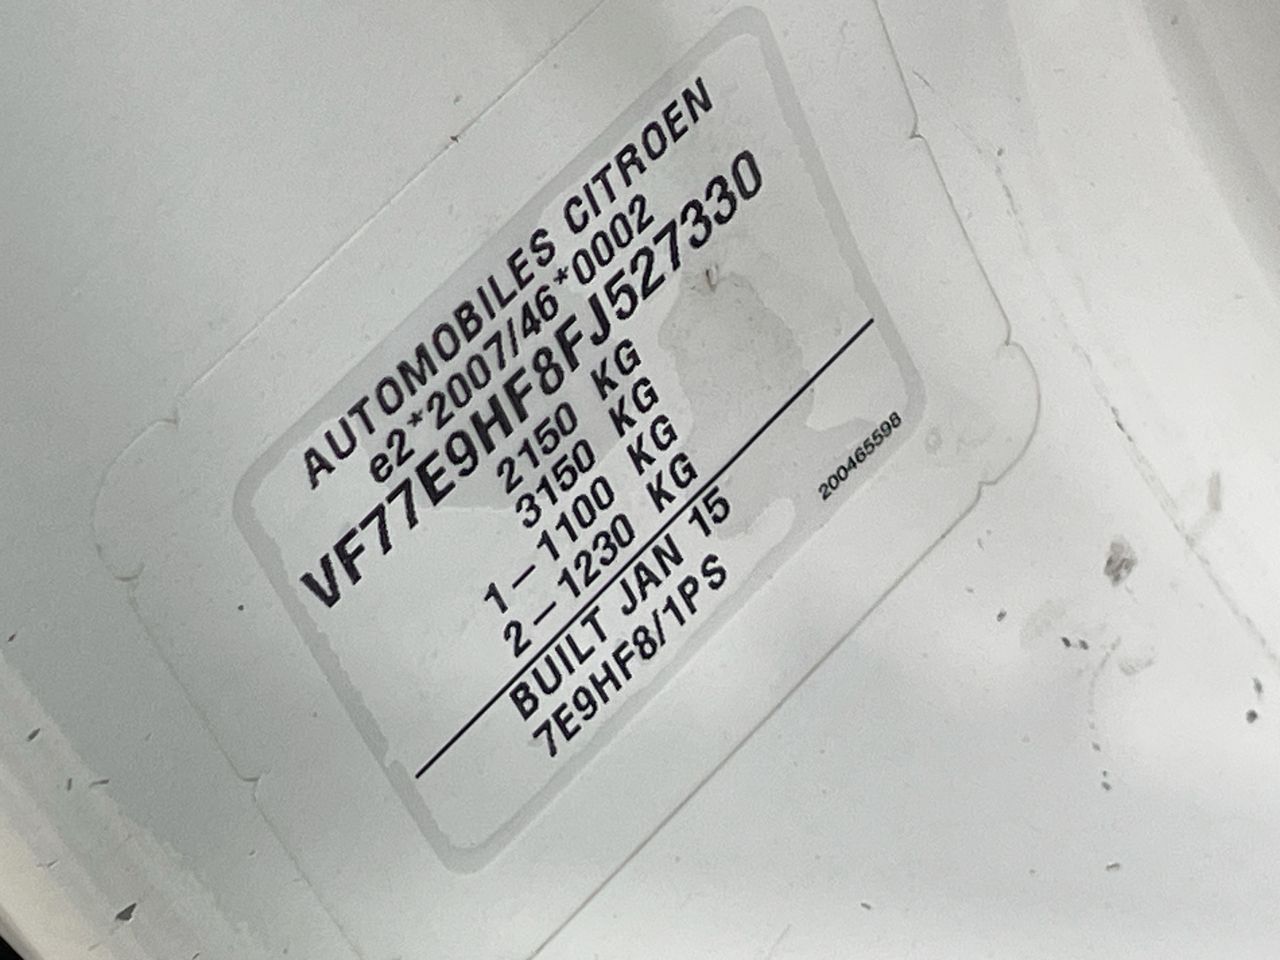 AUTOMOBILES CITROEN
e2*2007/46*0002
VF77E9HF8FJ527330
2150 KG
3150 KG
1 – 1100 KG
2 – 1230 KG
BUILT JAN 15
7E9HF8/1PS
200465598